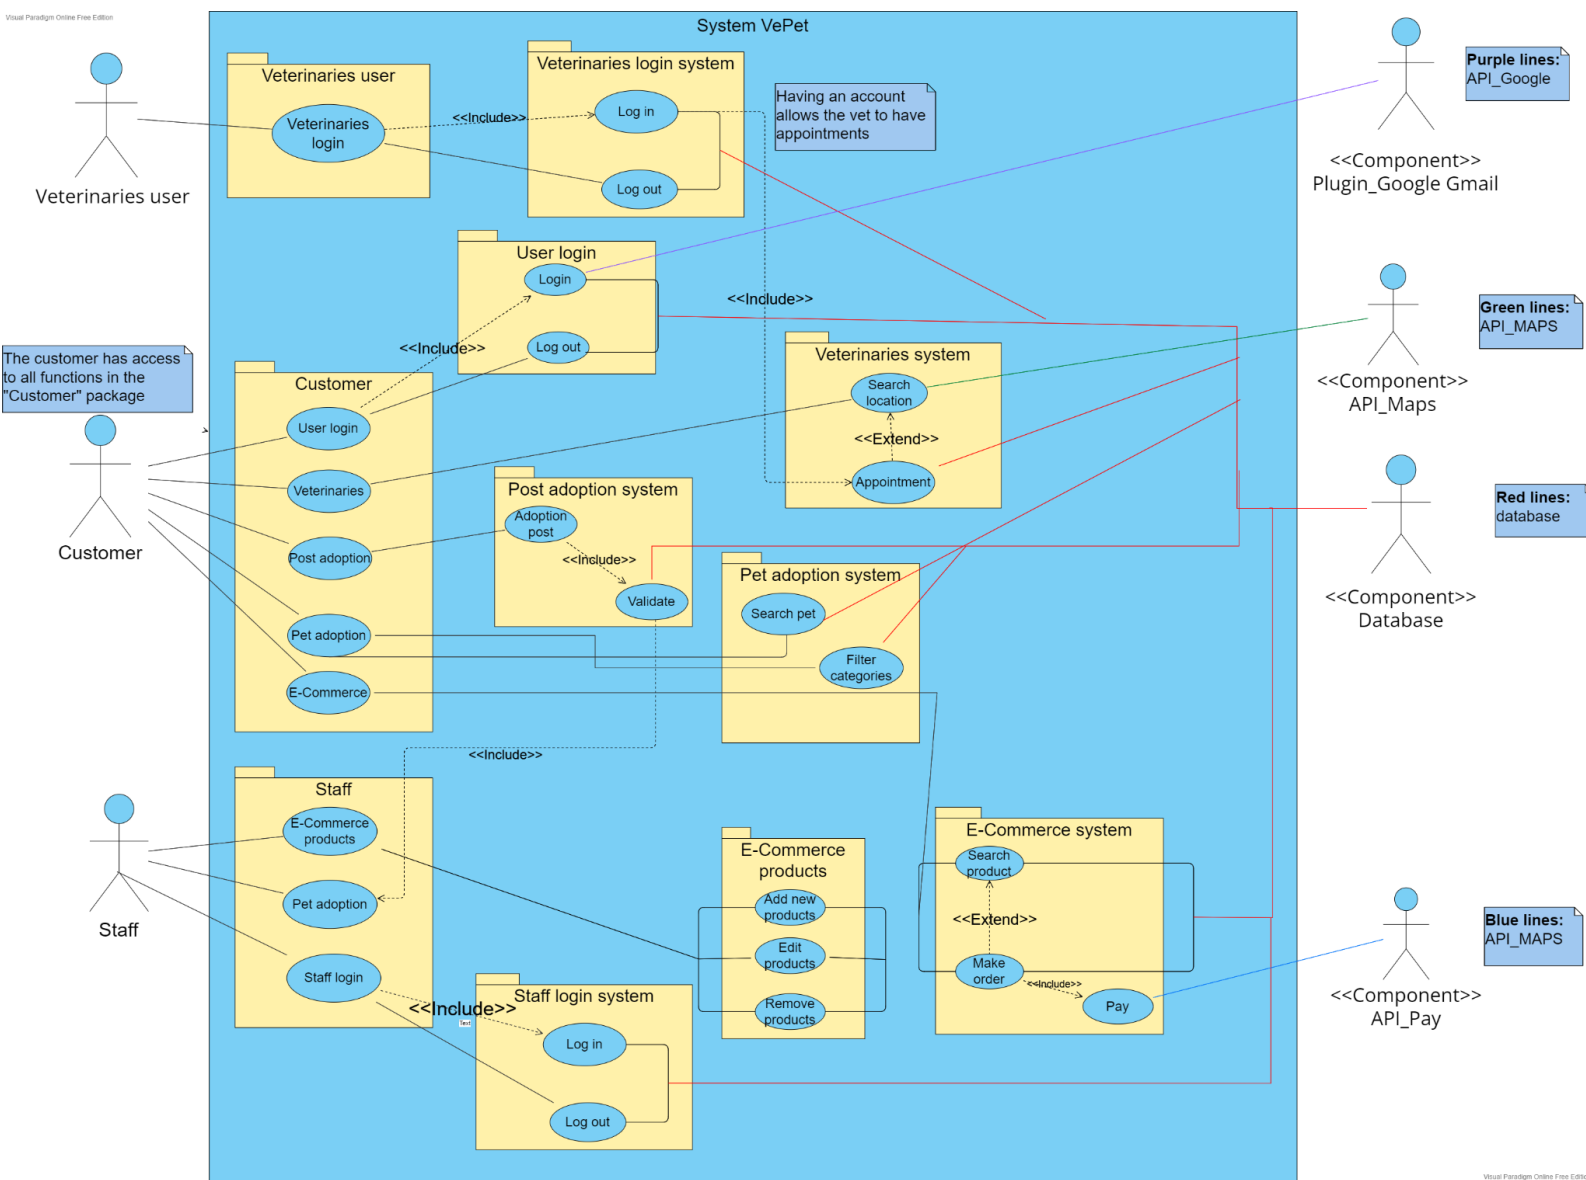 Visual Paradigm Online Free Edition
System VePet
Veterinaries user
Veterinaries user
Veterinaries
login
Veterinaries login system
Log in
Log out
<<Include>>
Having an account
allows the vet to have
appointments
<<Component>>
Plugin_Google Gmail
Purple lines:
API_Google
User login
Login
Log out
<<Include>>
<<Include>>
The customer has access
to all functions in the
"Customer" package
Customer
Customer
User login
Veterinaries
Post adoption
Pet adoption
E-Commerce
Veterinaries system
Search
location
<<Extend>>
Appointment
<<Component>>
API_Maps
Green lines:
API_MAPS
Post adoption system
Adoption
post
<<Include>>
Validate
Pet adoption system
Search pet
Filter
categories
<<Component>>
Database
Red lines:
database
<<Include>>
Staff
Staff
E-Commerce
products
Pet adoption
Staff login
<<Include>>
Text
Staff login system
Log in
Log out
E-Commerce
products
Add new
products
Edit
products
Remove
products
E-Commerce system
Search
product
<<Extend>>
Make
order
<<Include>>
Pay
<<Component>>
API_Pay
Blue lines:
API_MAPS
Visual Paradigm Online Free Editio